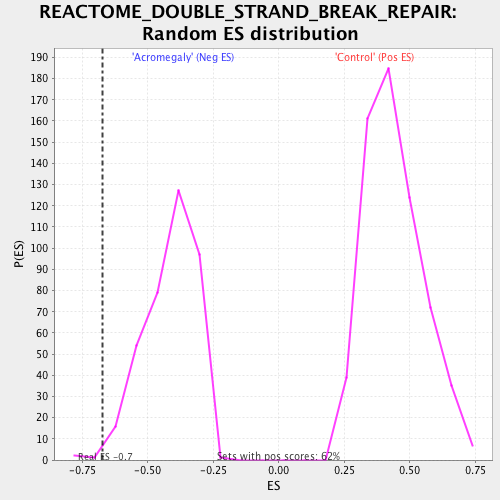 REACTOME_DOUBLE_STRAND_BREAK_REPAIR:
Random ES distribution
'Acromegaly' (Neg ES)
'Control' (Pos ES)
190
180
170
160
150
140
130
120
110
100
90
80
70
60
50
40
30
20
10
0
P(ES)
Real ES -0.7
Sets with pos scores: 62%
-0.75 -0.50 -0.25 0.00 0.25 0.50 0.75
ES